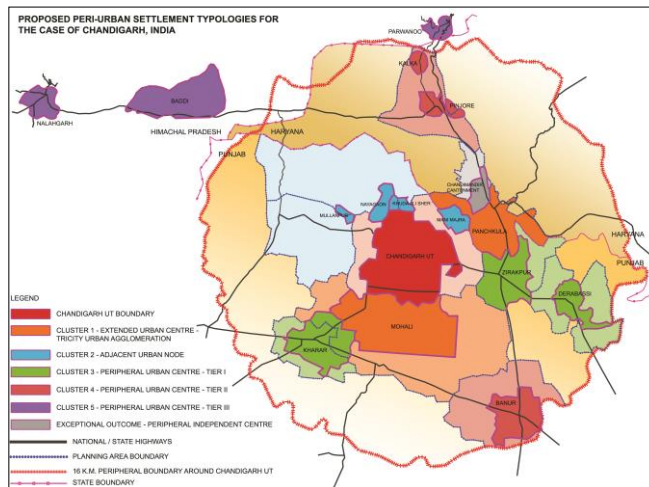 PROPOSED PERI-URBAN SETTLEMENT TYPOLOGIES FOR
THE CASE OF CHANDIGARH, INDIA
PARWANOO
KALKA
BADDI
PINJORE
NALAHGARH
HIMACHAL PRADESH
HARYANA
PUNJAB
CHANDIMANDIR
CANTONMENT
NAYAGAON
MULLANPUR
MANI MAJRA
PANCHKULA
HARYANA
CHANDIGARH UT
PUNJAB
ZIRAKPUR
DERABASSI
MOHALI
KHARAR
BANUR
LEGEND
CHANDIGARH UT BOUNDARY
CLUSTER 1 - EXTENDED URBAN CENTRE -
TRICITY URBAN AGGLOMERATION
CLUSTER 2 - ADJACENT URBAN NODE
CLUSTER 3 - PERIPHERAL URBAN CENTRE - TIER I
CLUSTER 4 - PERIPHERAL URBAN CENTRE - TIER II
CLUSTER 5 - PERIPHERAL URBAN CENTRE - TIER III
EXCEPTIONAL OUTCOME - PERIPHERAL INDEPENDENT CENTRE
NATIONAL / STATE HIGHWAYS
PLANNING AREA BOUNDARY
16 K.M. PERIPHERAL BOUNDARY AROUND CHANDIGARH UT
STATE BOUNDARY